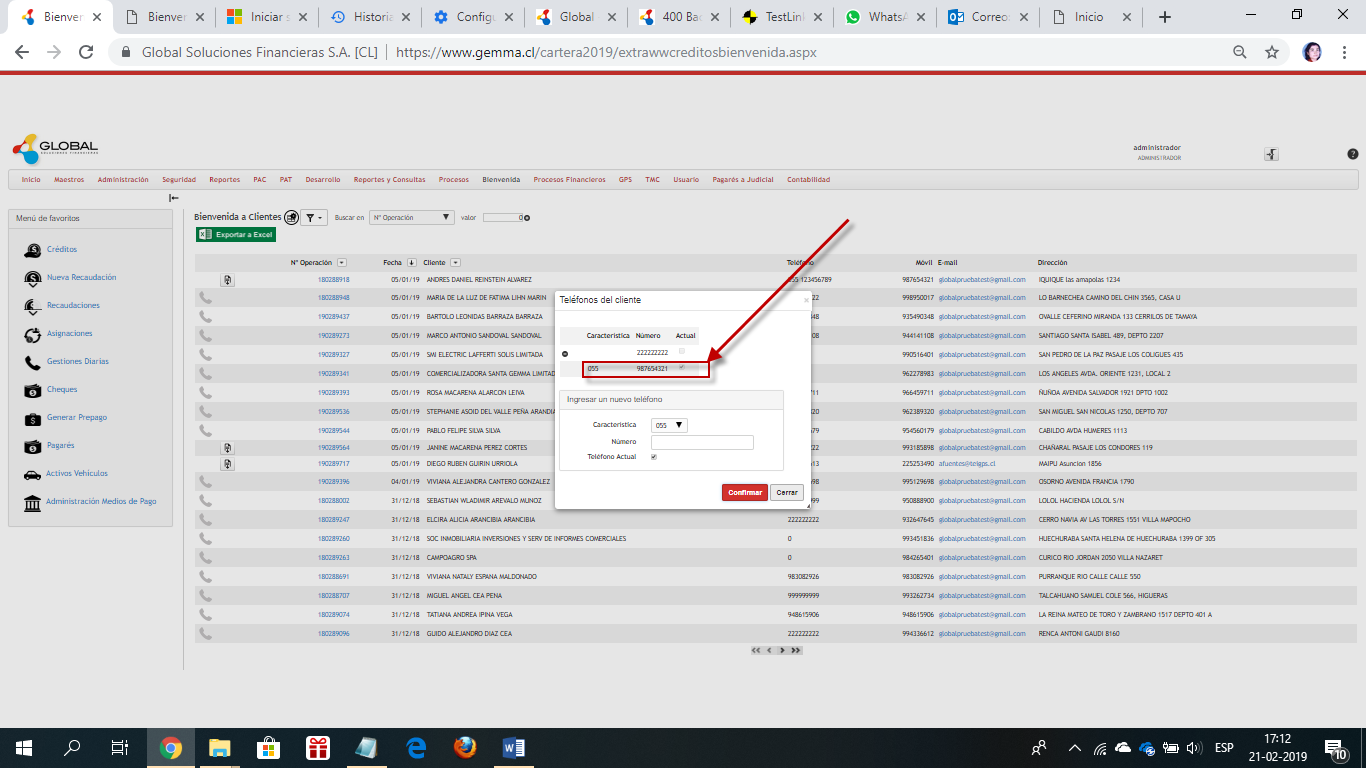 Bienver Bienver Iniciar s Historia Configu Global 400 Bad TestLink WhatsA Correo: Inicio
Global Soluciones Financieras S.A. [CL] https://www.gemma.cl/cartera2019/extrawwcreditosbienvenida.aspx
GLOBAL
SOLUCIONES FINANCIERAS
administrador
ADMINISTRADOR
Inicio Maestros Administración Seguridad Reportes PAC PAT Desarrollo Reportes y Consultas Procesos Bienvenida Procesos Financieros GPS TMC Usuario Pagarés a Judicial Contabilidad
Menú de favoritos
Créditos
Nueva Recaudación
Recaudaciones
Asignaciones
Gestiones Diarias
Cheques
Generar Prepago
Pagarés
Activos Vehículos
Administración Medios de Pago
Bienvenida a Clientes Buscar en N° Operación valor 0
Exportar a Excel
N° Operación Fecha Cliente Teléfono Móvil E-mail Dirección
180288918 05/01/19 ANDRES DANIEL REINSTEIN ALVAREZ 055 123456789 987654321 globalpruebatest@gmail.com IQUIQUE las amapolas 1234
180288948 05/01/19 MARIA DE LA LUZ DE FATIMA LIHN MARIN 22 998950017 globalpruebatest@gmail.com LO BARNECHEA CAMINO DEL CHIN 3565, CASA U
190289437 05/01/19 BARTOLO LEONIDAS BARRAZA BARRAZA 48 935490348 globalpruebatest@gmail.com OVALLE CEFERINO MIRANDA 133 CERRILOS DE TAMAYA
190289273 05/01/19 MARCO ANTONIO SANDOVAL SANDOVAL 944141108 globalpruebatest@gmail.com SANTIAGO SANTA ISABEL 489, DEPTO 2207
190289327 05/01/19 SMI ELECTRIC LAFFERTI SOLIS LIMITADA 990516401 globalpruebatest@gmail.com SAN PEDRO DE LA PAZ PASAJE LOS COLIGUES 435
190289341 05/01/19 COMERCIALIZADORA SANTA GEMMA LIMITAD 962278983 globalpruebatest@gmail.com LOS ANGELES AVDA. ORIENTE 1231, LOCAL 2
190289393 05/01/19 ROSA MACARENA ALARCON LEIVA 11 966459711 globalpruebatest@gmail.com ÑUÑOA AVENIDA SALVADOR 1921 DPTO 1002
190289536 05/01/19 STEPHANIE ASOID DEL VALLE PEÑA ARANDIA 20 962389320 globalpruebatest@gmail.com SAN MIGUEL SAN NICOLAS 1250, DEPTO 707
190289544 05/01/19 PABLO FELIPE SILVA SILVA 79 954560179 globalpruebatest@gmail.com CABILDO AVDA HUMERES 1113
190289564 05/01/19 JANINE MACARENA PEREZ CORTES 993185898 globalpruebatest@gmail.com CHAÑARAL PASAJE LOS CONDORES 119
190289717 05/01/19 DIEGO RUBEN GUIRIN URRIOLA 13 225253490 afuentes@telgps.cl MAIPU Asuncion 1856
190289396 04/01/19 VIVIANA ALEJANDRA CANTERO GONZALEZ 98 995129698 globalpruebatest@gmail.com OSORNO AVENIDA FRANCIA 1790
180288002 31/12/18 SEBASTIAN WLADIMIR AREVALO MUNOZ 99 950888900 globalpruebatest@gmail.com LOLOL HACIENDA LOLOL S/N
180289247 31/12/18 ELCIRA ALICIA ARANCIBIA ARANCIBIA 222222222 932647645 globalpruebatest@gmail.com CERRO NAVIA AV LAS TORRES 1551 VILLA MAPOCHO
180289260 31/12/18 SOC INMOBILIARIA INVERSIONES Y SERV DE INFORMES COMERCIALES 0 993451836 globalpruebatest@gmail.com HUECHURABA SANTA HELENA DE HUECHURABA 1399 OF 305
180289263 31/12/18 CAMPOAGRO SPA 0 984265401 globalpruebatest@gmail.com CURICO RIO JORDAN 2050 VILLA NAZARET
180288691 31/12/18 VIVIANA NATALY ESPANA MALDONADO 983082926 983082926 globalpruebatest@gmail.com PURRANQUE RIO CALLE CALLE 550
180288707 31/12/18 MIGUEL ANGEL CEA PENA 999999999 993262734 globalpruebatest@gmail.com TALCAHUANO SAMUEL COLE 566, HIGUERAS
180289074 31/12/18 TATIANA ANDREA IPINA VEGA 948615906 948615906 globalpruebatest@gmail.com LA REINA MATEO DE TORO Y ZAMBRANO 1517 DEPTO 401 A
180289096 31/12/18 GUIDO ALEJANDRO DIAZ CEA 222222222 994336612 globalpruebatest@gmail.com RENCA ANTONI GAUDI 8160
Teléfonos del cliente
Característica Número Actual
222222222
055 987654321
Ingresar un nuevo teléfono
Característica 055
Número
Teléfono Actual
Confirmar Cerrar
ESP 17:12
21-02-2019
10